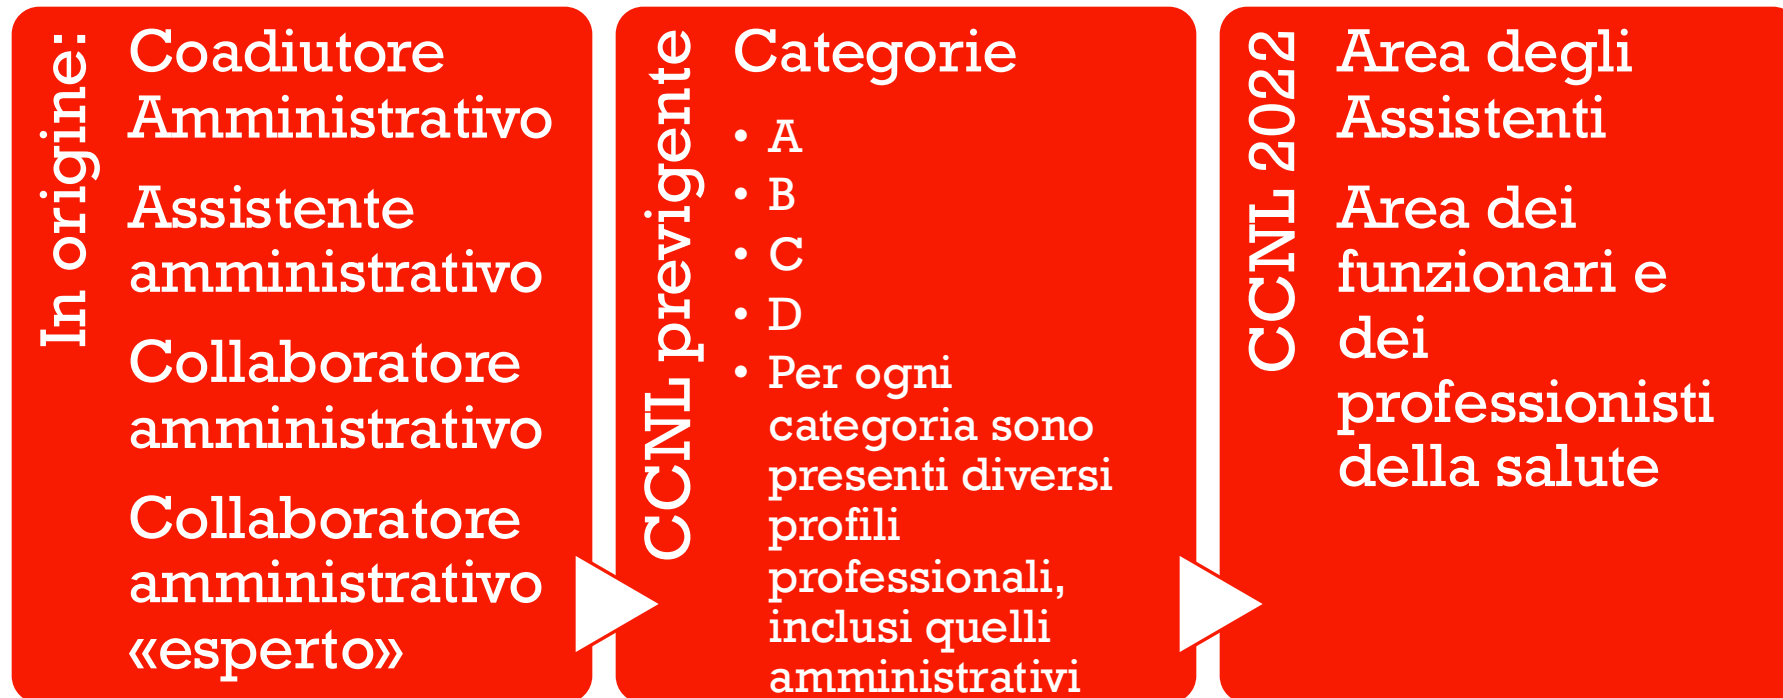 In origine:
Coadiutore
Amministrativo
Assistente
amministrativo
Collaboratore
amministrativo
Collaboratore
amministrativo
«esperto»
CCNL previgente
Categorie
• A
• B
• C
• D
• Per ogni
categoria sono
presenti diversi
profili
professionali,
inclusi quelli
amministrativi
CCNL 2022
Area degli
Assistenti
Area dei
funzionari e
dei
professionisti
della salute